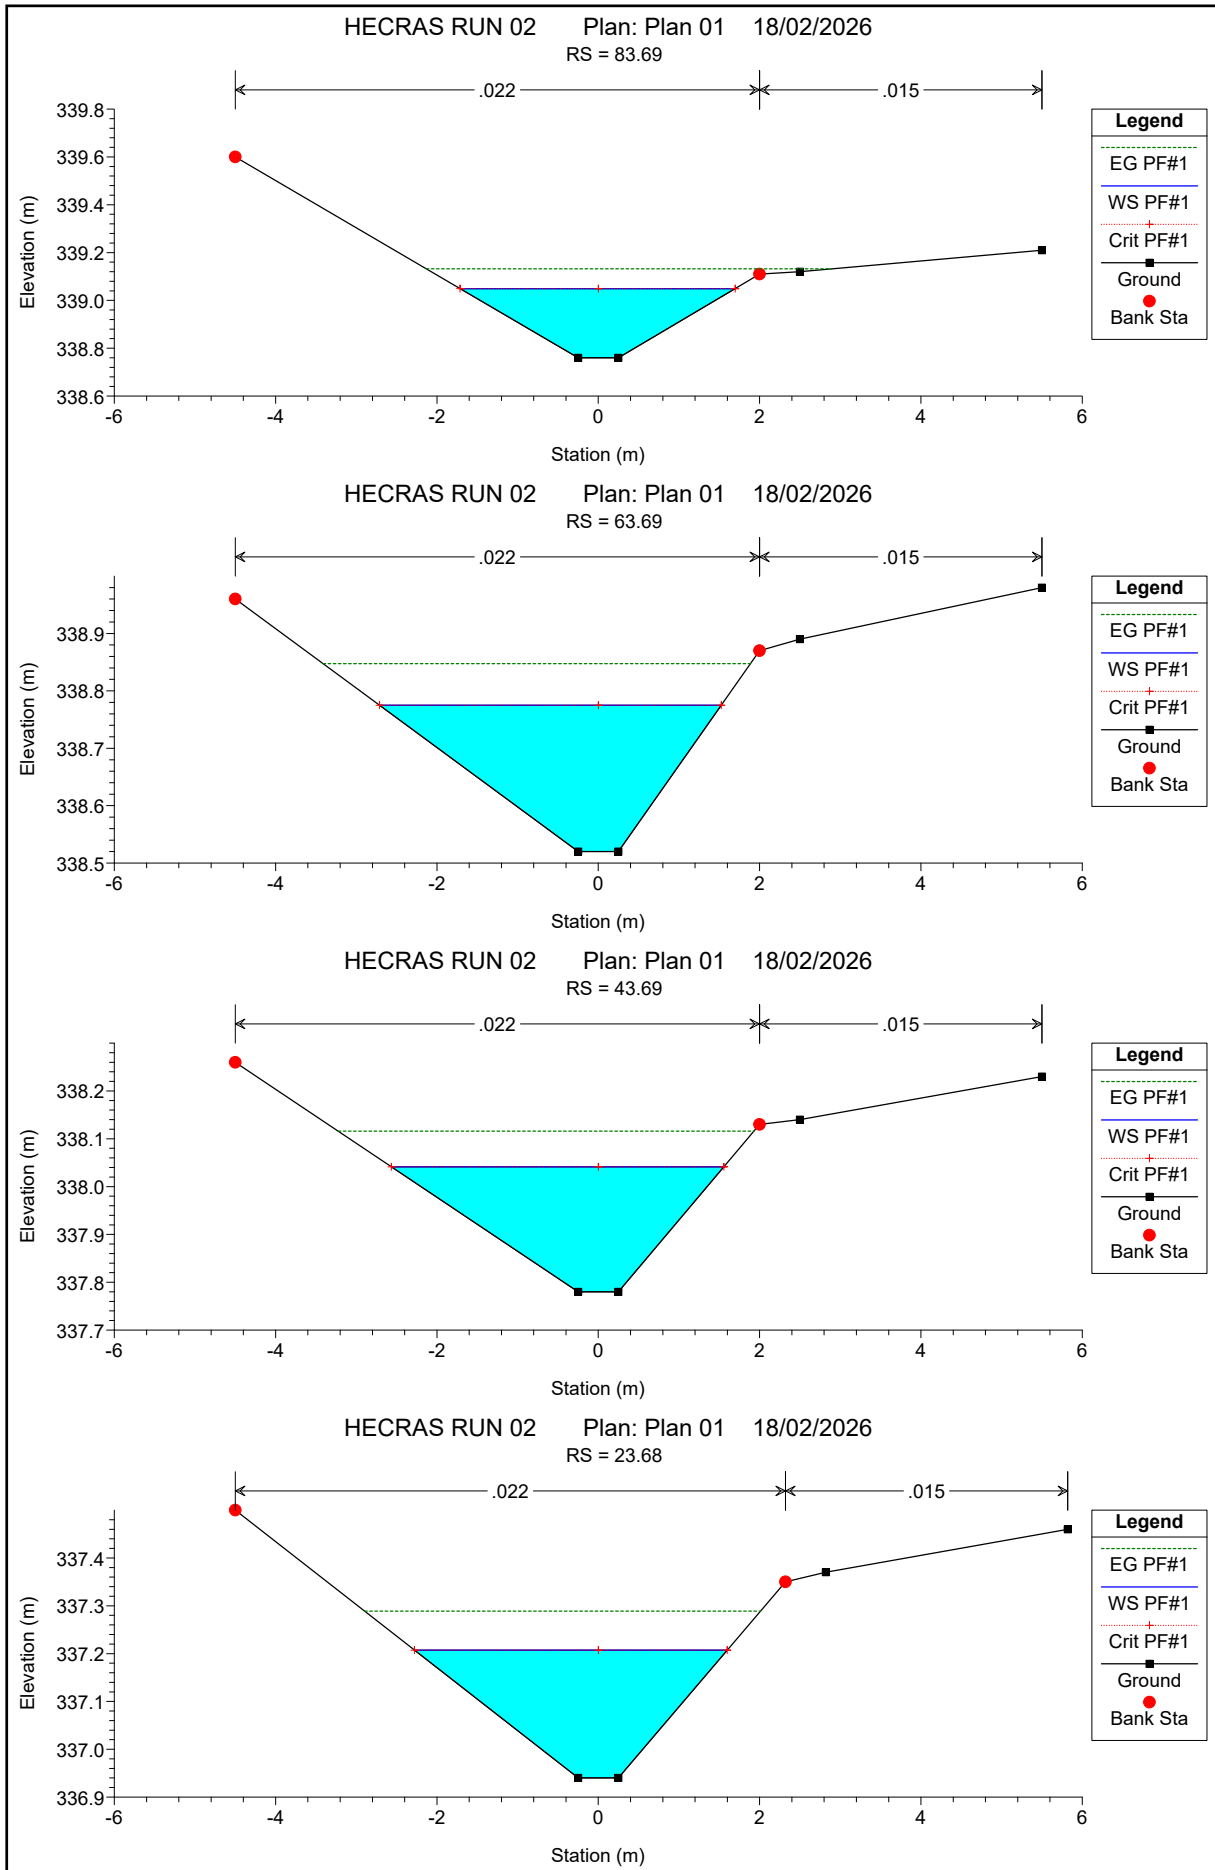 HECRAS RUN 02 Plan: Plan 01 18/02/2026
RS = 83.69
.022 .015
339.8
339.6
339.4
339.2
339.0
338.8
338.6
Elevation (m)
-6 -4 -2 0 2 4 6
Station (m)
Legend
EG PF#1
WS PF#1
Crit PF#1
Ground
Bank Sta
HECRAS RUN 02 Plan: Plan 01 18/02/2026
RS = 63.69
.022 .015
338.9
338.8
338.7
338.6
338.5
Elevation (m)
-6 -4 -2 0 2 4 6
Station (m)
Legend
EG PF#1
WS PF#1
Crit PF#1
Ground
Bank Sta
HECRAS RUN 02 Plan: Plan 01 18/02/2026
RS = 43.69
.022 .015
338.2
338.1
338.0
337.9
337.8
337.7
Elevation (m)
-6 -4 -2 0 2 4 6
Station (m)
Legend
EG PF#1
WS PF#1
Crit PF#1
Ground
Bank Sta
HECRAS RUN 02 Plan: Plan 01 18/02/2026
RS = 23.68
.022 .015
337.4
337.3
337.2
337.1
337.0
336.9
Elevation (m)
-6 -4 -2 0 2 4 6
Station (m)
Legend
EG PF#1
WS PF#1
Crit PF#1
Ground
Bank Sta